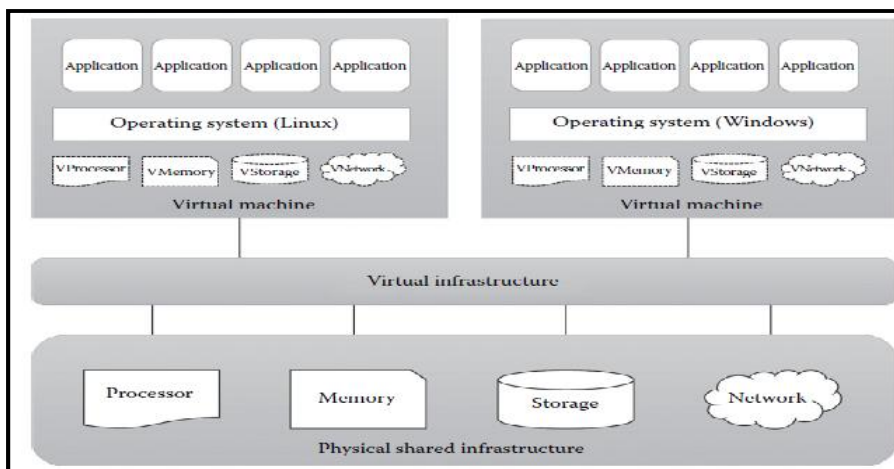 Application Application Application Application
Operating system (Linux)
VProcessor VMemory VStorage VNetwork
Virtual machine
Application Application Application Application
Operating system (Windows)
VProcessor VMemory VStorage VNetwork
Virtual machine
Virtual infrastructure
Processor Memory Storage Network
Physical shared infrastructure